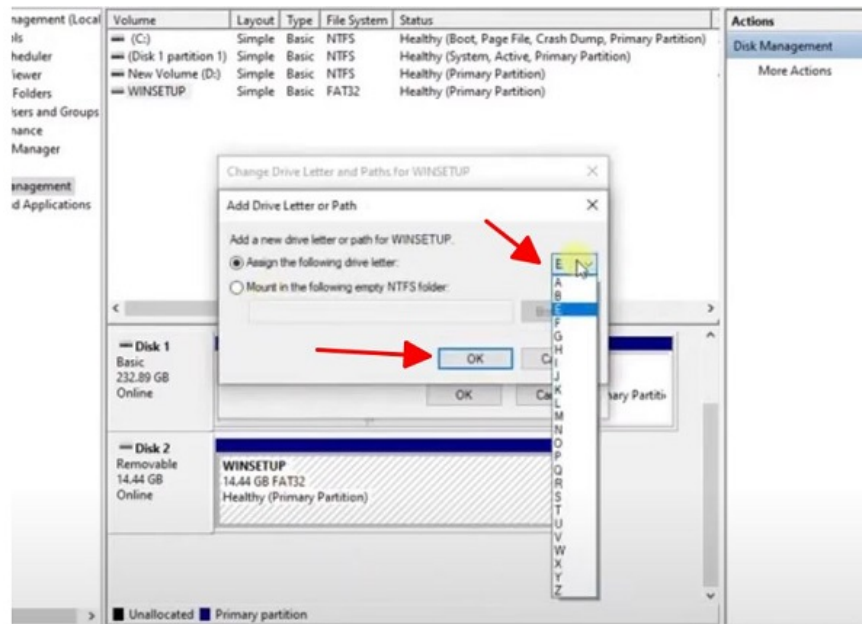 nagement (Local
ols
heduler
iewer
Folders
sers and Groups
nance
Manager
anagement
d Applications
Volume Layout Type File System Status
(C:) Simple Basic NTFS Healthy (Boot, Page File, Crash Dump, Primary Partition)
(Disk 1 partition 1) Simple Basic NTFS Healthy (System, Active, Primary Partition)
New Volume (D:) Simple Basic NTFS Healthy (Primary Partition)
WINSETUP Simple Basic FAT32 Healthy (Primary Partition)
Actions
Disk Management
More Actions
Change Drive Letter and Paths for WINSETUP
Add Drive Letter or Path
Add a new drive letter or path for WINSETUP.
Assign the following drive letter:
E
Mount in the following empty NTFS folder:
A
B
E
F
G
H
I
J
K
L
M
N
O
P
Q
R
S
T
U
V
W
X
Y
Z
OK
OK
Disk 1
Basic
232.89 GB
Online
ary Partiti
Disk 2
Removable
14.44 GB
Online
WINSETUP
14.44 GB FAT32
Healthy (Primary Partition)
Unallocated Primary partition